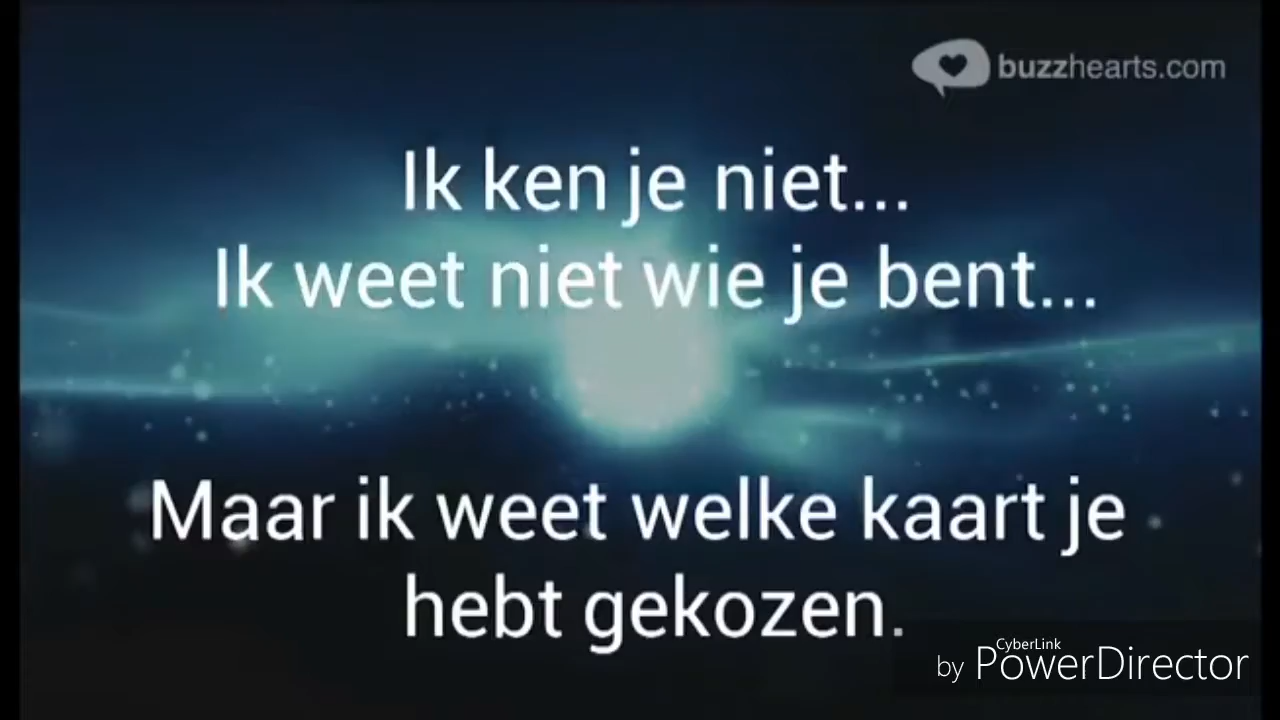 buzzhearts.com
Ik ken je niet...
Ik weet niet wie je bent...
Maar ik weet welke kaart je
hebt gekozen.
CyberLink
by PowerDirector